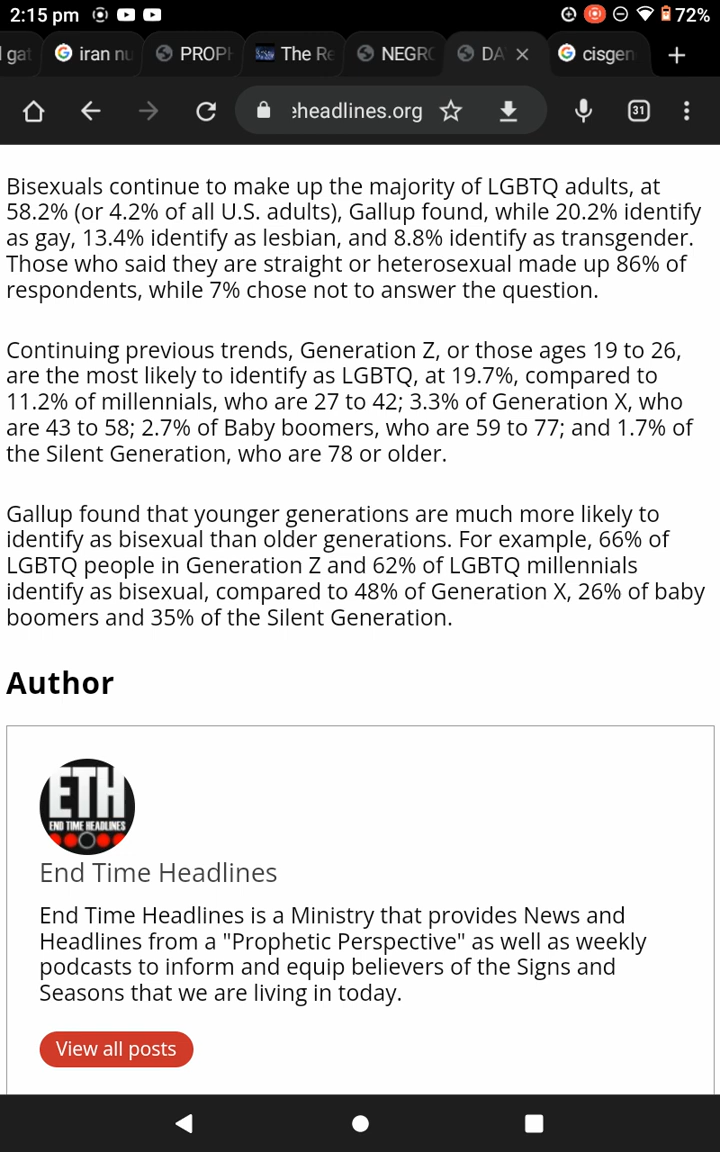 2:15 pm 72%
gat iran nu PROPH The Re NEGRO DA cisgen
eheadlines.org 31
Bisexuals continue to make up the majority of LGBTQ adults, at
58.2% (or 4.2% of all U.S. adults), Gallup found, while 20.2% identify
as gay, 13.4% identify as lesbian, and 8.8% identify as transgender.
Those who said they are straight or heterosexual made up 86% of
respondents, while 7% chose not to answer the question.
Continuing previous trends, Generation Z, or those ages 19 to 26,
are the most likely to identify as LGBTQ, at 19.7%, compared to
11.2% of millennials, who are 27 to 42; 3.3% of Generation X, who
are 43 to 58; 2.7% of Baby boomers, who are 59 to 77; and 1.7% of
the Silent Generation, who are 78 or older.
Gallup found that younger generations are much more likely to
identify as bisexual than older generations. For example, 66% of
LGBTQ people in Generation Z and 62% of LGBTQ millennials
identify as bisexual, compared to 48% of Generation X, 26% of baby
boomers and 35% of the Silent Generation.
Author
ETH
END TIME HEADLINES
End Time Headlines
End Time Headlines is a Ministry that provides News and
Headlines from a "Prophetic Perspective" as well as weekly
podcasts to inform and equip believers of the Signs and
Seasons that we are living in today.
View all posts